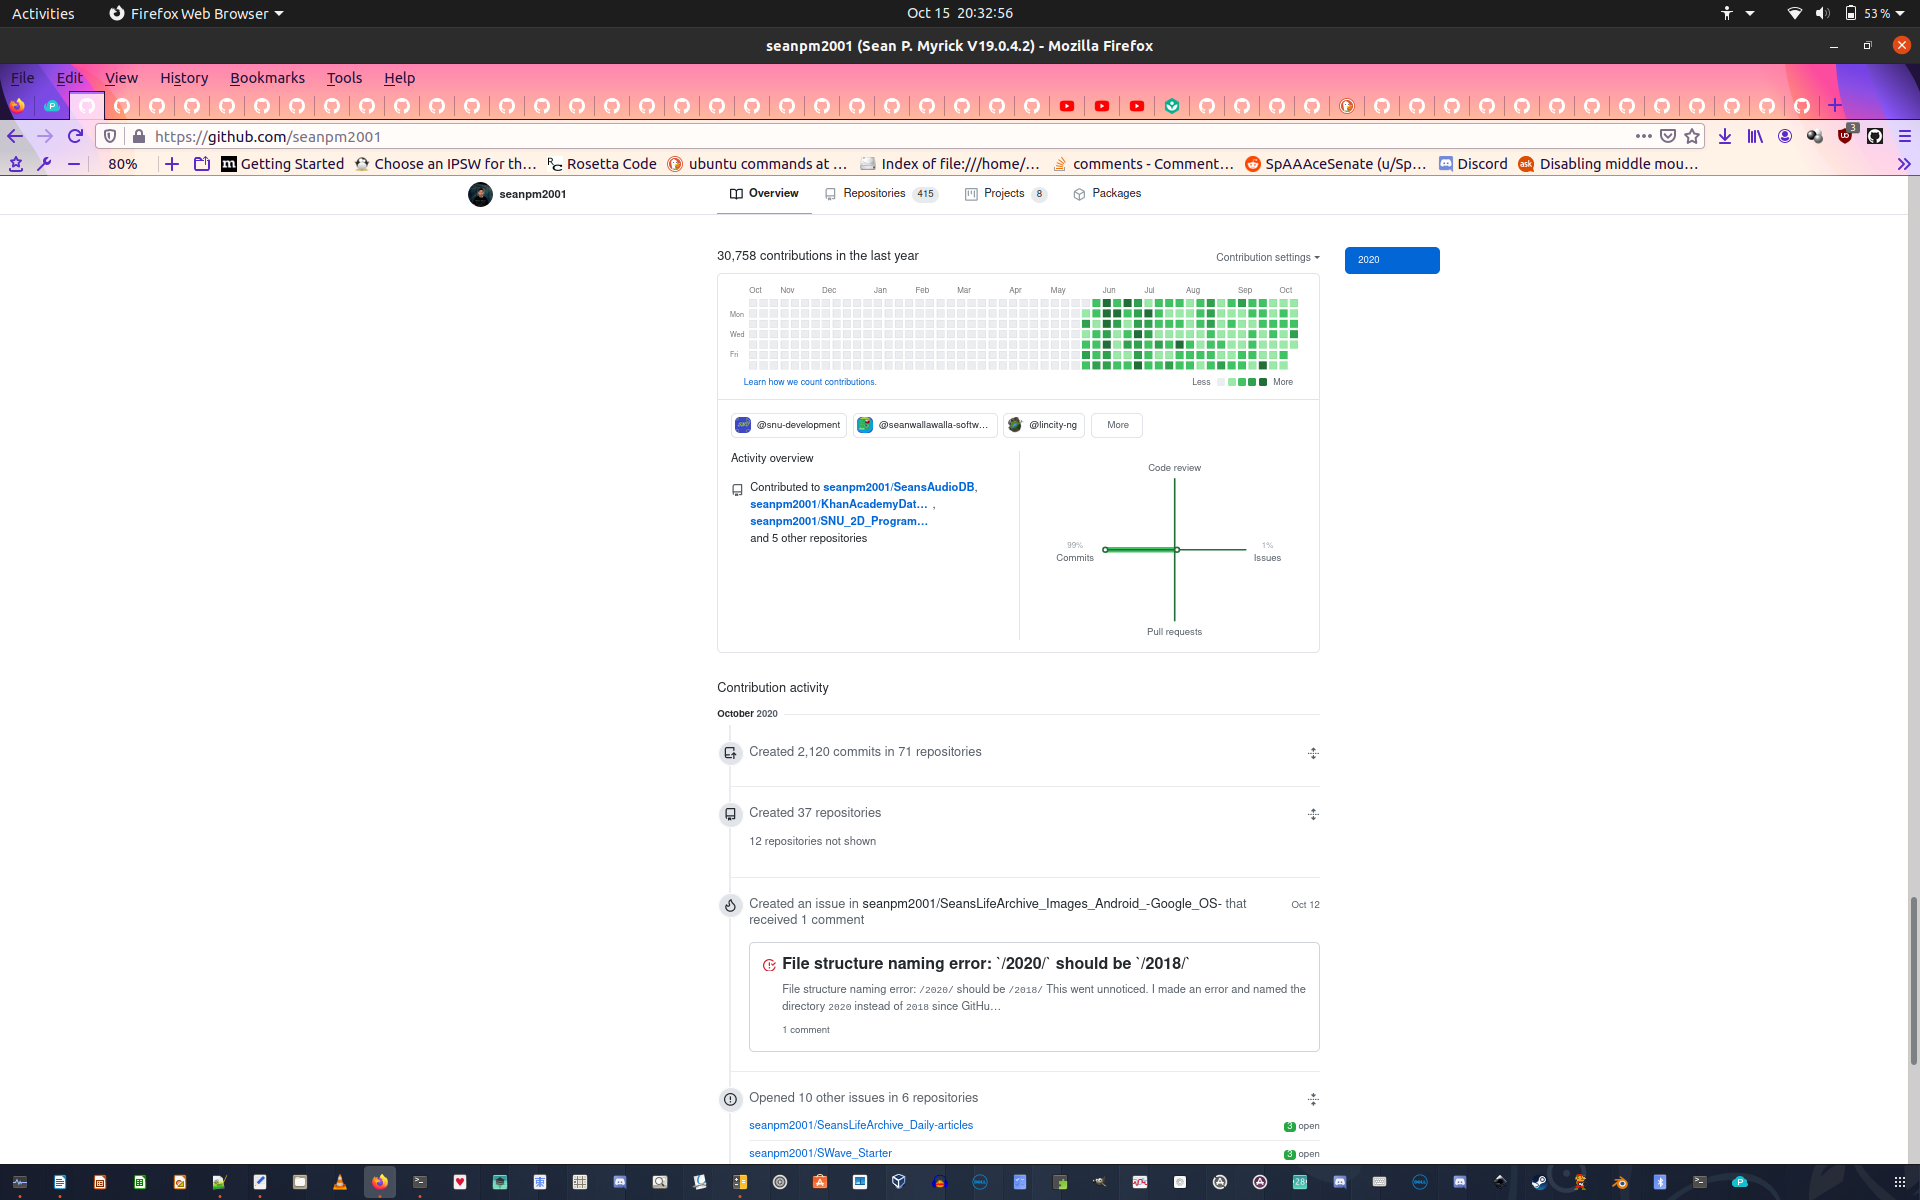 Activities
Firefox Web Browser
Oct 15 20:32:56
53 %
seanpm2001 (Sean P. Myrick V19.0.4.2) - Mozilla Firefox
File Edit View History Bookmarks Tools Help
https://github.com/seanpm2001
3
80%
Getting Started
Choose an IPSW for th…
Rosetta Code
ubuntu commands at …
Index of file:///home/…
comments - Comment…
SpAAAceSenate (u/Sp…
Discord
Disabling middle mou…
seanpm2001
Overview
Repositories 415
Projects 8
Packages
30,758 contributions in the last year
Contribution settings
2020
Oct Nov Dec Jan Feb Mar Apr May Jun Jul Aug Sep Oct
Mon
Wed
Fri
Learn how we count contributions.
Less
More
@snu-development
@seanwallawalla-softw…
@lincity-ng
More
Activity overview
Contributed to seanpm2001/SeansAudioDB,
seanpm2001/KhanAcademyDat… ,
seanpm2001/SNU_2D_Program…
and 5 other repositories
Code review
99%
Commits
1%
Issues
Pull requests
Contribution activity
October 2020
Created 2,120 commits in 71 repositories
Created 37 repositories
12 repositories not shown
Created an issue in seanpm2001/SeansLifeArchive_Images_Android_-Google_OS- that
received 1 comment
Oct 12
File structure naming error: `/2020/` should be `/2018/`
File structure naming error: /2020/ should be /2018/ This went unnoticed. I made an error and named the
directory 2020 instead of 2018 since GitHu…
1 comment
Opened 10 other issues in 6 repositories
seanpm2001/SeansLifeArchive_Daily-articles
3 open
seanpm2001/SWave_Starter
3 open